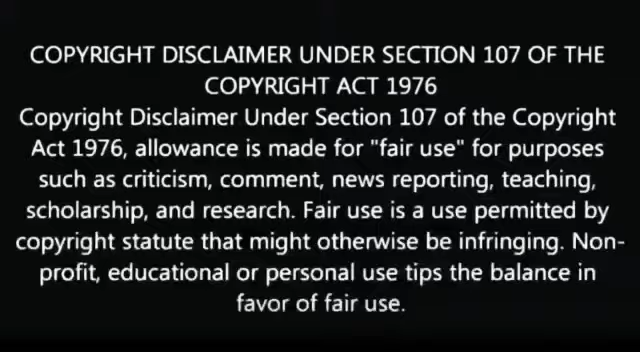 COPYRIGHT DISCLAIMER UNDER SECTION 107 OF THE
COPYRIGHT ACT 1976
Copyright Disclaimer Under Section 107 of the Copyright
Act 1976, allowance is made for "fair use" for purposes
such as criticism, comment, news reporting, teaching,
scholarship, and research. Fair use is a use permitted by
copyright statute that might otherwise be infringing. Non-
profit, educational or personal use tips the balance in
favor of fair use.